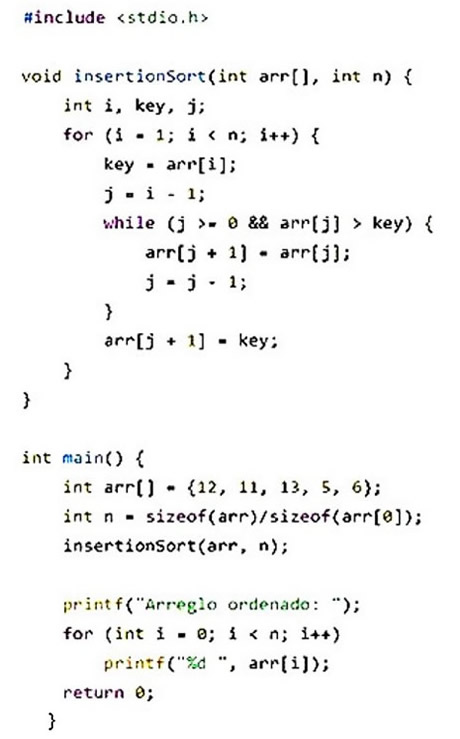 #include <stdio.h>
void insertionSort(int arr[], int n) {
int i, key, j;
for (i = 1; i < n; i++) {
key = arr[i];
j = i - 1;
while (j >= 0 && arr[j] > key) {
arr[j + 1] = arr[j];
j = j - 1;
}
arr[j + 1] = key;
}
}
int main() {
int arr[] = {12, 11, 13, 5, 6};
int n = sizeof(arr)/sizeof(arr[0]);
insertionSort(arr, n);
printf("Arreglo ordenado: ");
for (int i = 0; i < n; i++)
printf("%d ", arr[i]);
return 0;
}